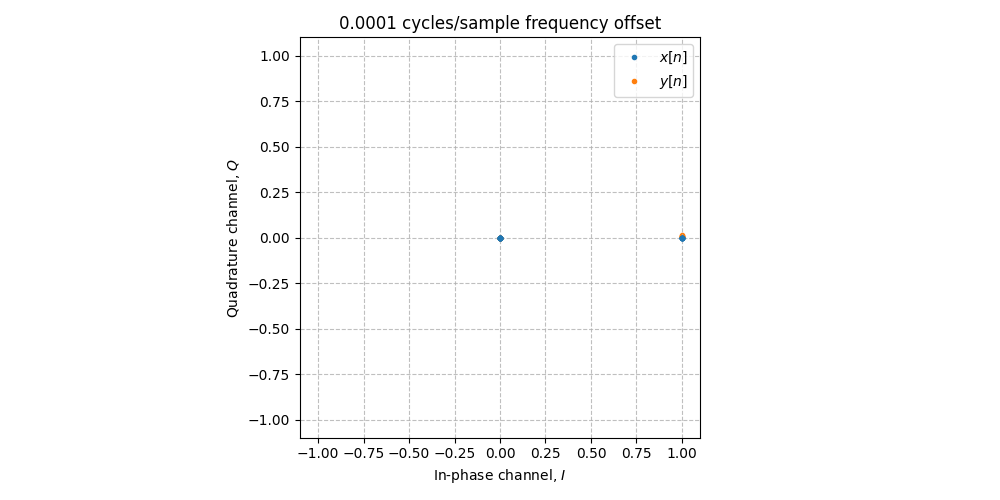 0.0001 cycles/sample frequency offset
x[n]
y[n]
1.00
0.75
0.50
0.25
0.00
−0.25
−0.50
−0.75
−1.00
Quadrature channel, Q
−1.00 −0.75 −0.50 −0.25 0.00 0.25 0.50 0.75 1.00
In-phase channel, I